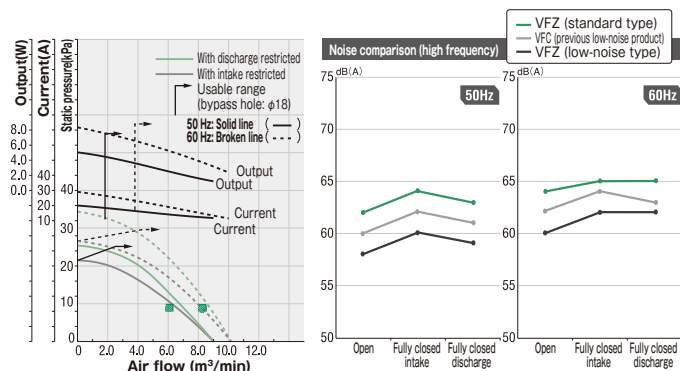 VFZ (standard type)
VFC (previous low-noise product)
VFZ (low-noise type)
Noise comparison (high frequency)
Output(W)
Current(A)
Static pressure(kPa)
With discharge restricted
With intake restricted
Usable range
(bypass hole: φ18)
50 Hz: Solid line ( )
60 Hz: Broken line ( )
8.0
6.0
4.0
2.0
0.0
40
30
20
10
40
30
20
10
0
Output
Output
Current
Current
0 2.0 4.0 6.0 8.0 10.0 12.0
Air flow (m³/min)
dB(A)
50Hz
75
70
65
60
55
50
Open
Fully closed
intake
Fully closed
discharge
dB(A)
60Hz
75
70
65
60
55
50
Open
Fully closed
intake
Fully closed
discharge